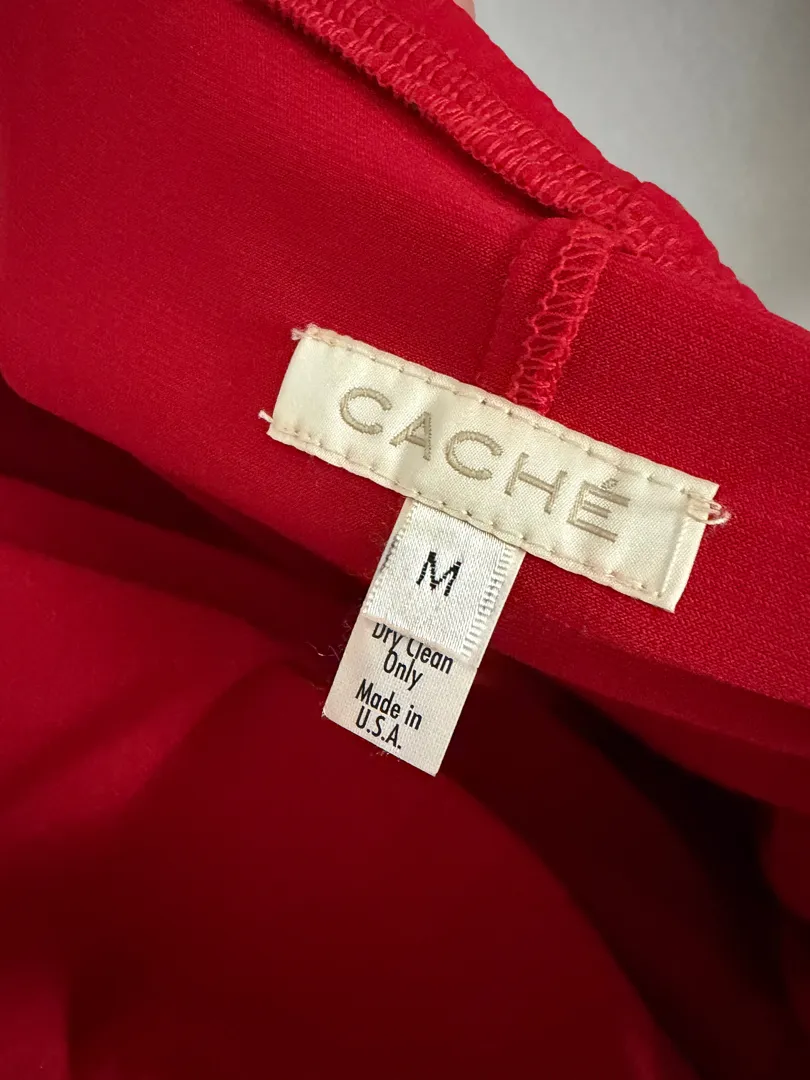 CACHÉ
M
Dry Clean
Only
Made in
U.S.A.